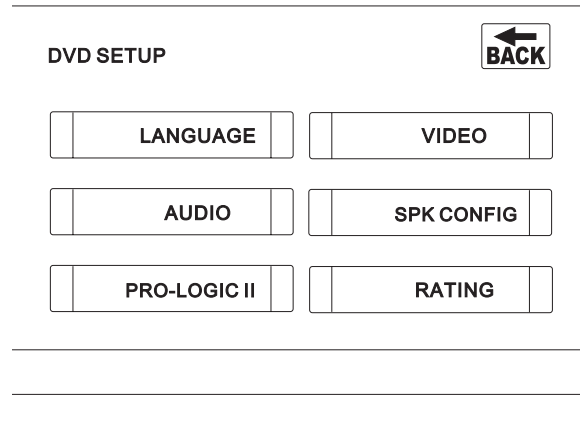 DVD SETUP
BACK
LANGUAGE
VIDEO
AUDIO
SPK CONFIG
PRO-LOGIC II
RATING